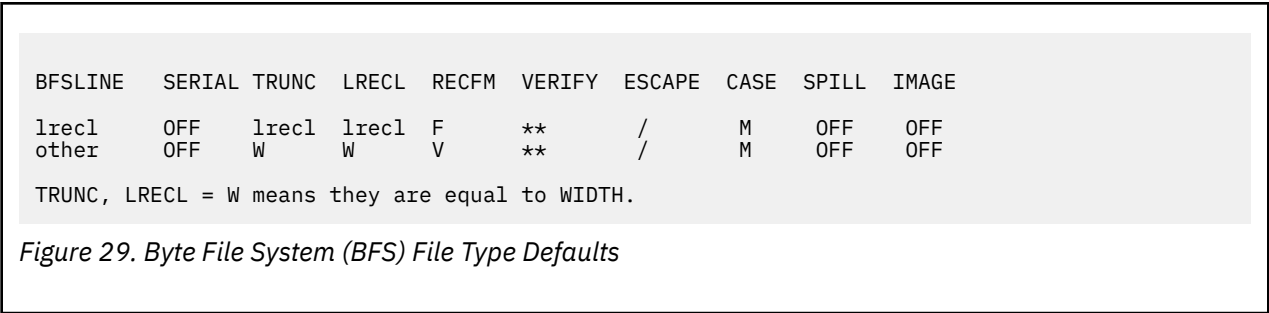 BFSLINE SERIAL TRUNC LRECL RECFM VERIFY ESCAPE CASE SPILL IMAGE
lrecl OFF lrecl lrecl F ** / M OFF OFF
other OFF W W V ** / M OFF OFF
TRUNC, LRECL = W means they are equal to WIDTH.
Figure 29. Byte File System (BFS) File Type Defaults